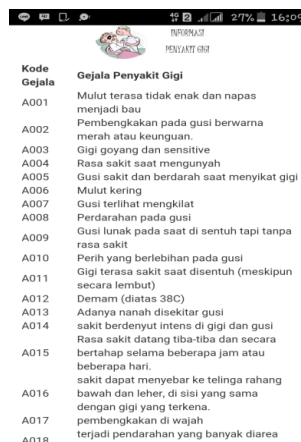 27% 16:09
INFORMASI
PENYAKIT GIGI
Kode
Gejala
Gejala Penyakit Gigi
A001 Mulut terasa tidak enak dan napas
menjadi bau
A002 Pembengkakan pada gusi berwarna
merah atau keunguan.
A003 Gigi goyang dan sensitive
A004 Rasa sakit saat mengunyah
A005 Gusi sakit dan berdarah saat menyikat gigi
A006 Mulut kering
A007 Gusi terlihat mengkilat
A008 Perdarahan pada gusi
A009 Gusi lunak pada saat di sentuh tapi tanpa
rasa sakit
A010 Perih yang berlebihan pada gusi
A011 Gigi terasa sakit saat disentuh (meskipun
secara lembut)
A012 Demam (diatas 38C)
A013 Adanya nanah disekitar gusi
A014 sakit berdenyut intens di gigi dan gusi
A015 Rasa sakit datang tiba-tiba dan secara
bertahap selama beberapa jam atau
beberapa hari.
A016 sakit dapat menyebar ke telinga rahang
bawah dan leher, di sisi yang sama
dengan gigi yang terkena.
A017 pembengkakan di wajah
A018 terjadi pendarahan yang banyak diarea